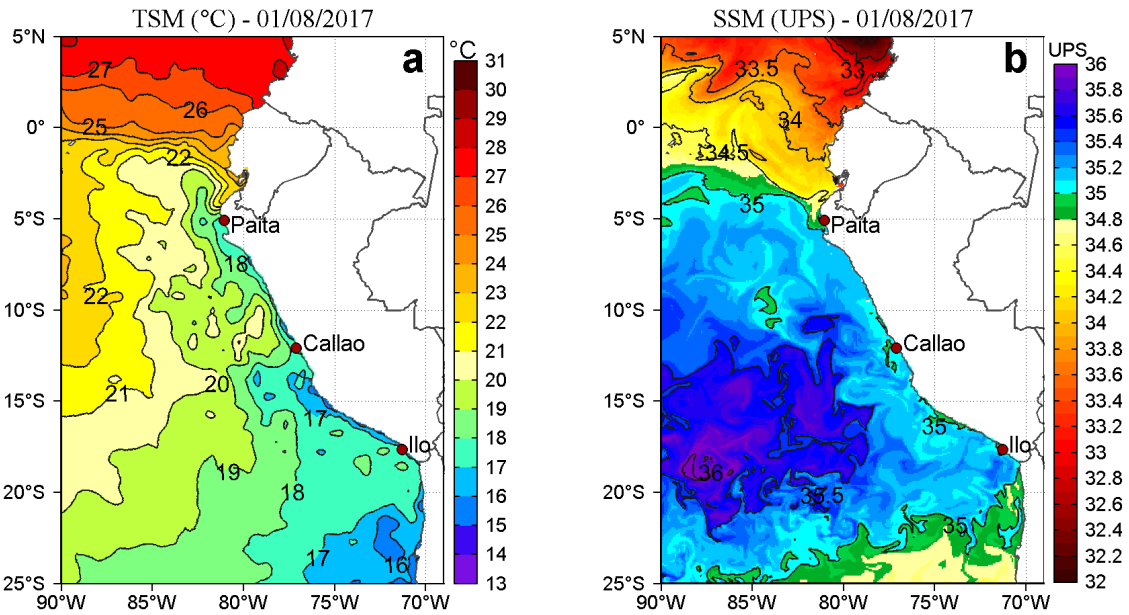 TSM (°C) - 01/08/2017
a
°C
31
30
29
28
27
26
25
24
23
22
21
20
19
18
17
16
15
14
13
5°N
0°
5°S
10°S
15°S
20°S
25°S
90°W
85°W
80°W
75°W
70°W
27
26
25
22
Paita
18
22
Callao
20
21
17
Ilo
19
18
17
16
SSM (UPS) - 01/08/2017
b
UPS
36
35.8
35.6
35.4
35.2
35
34.8
34.6
34.4
34.2
34
33.8
33.6
33.4
33.2
33
32.8
32.6
32.4
32.2
32
5°N
0°
5°S
10°S
15°S
20°S
25°S
90°W
85°W
80°W
75°W
70°W
33.5
33
34
34.5
35
Paita
Callao
35
Ilo
36
35.5
35